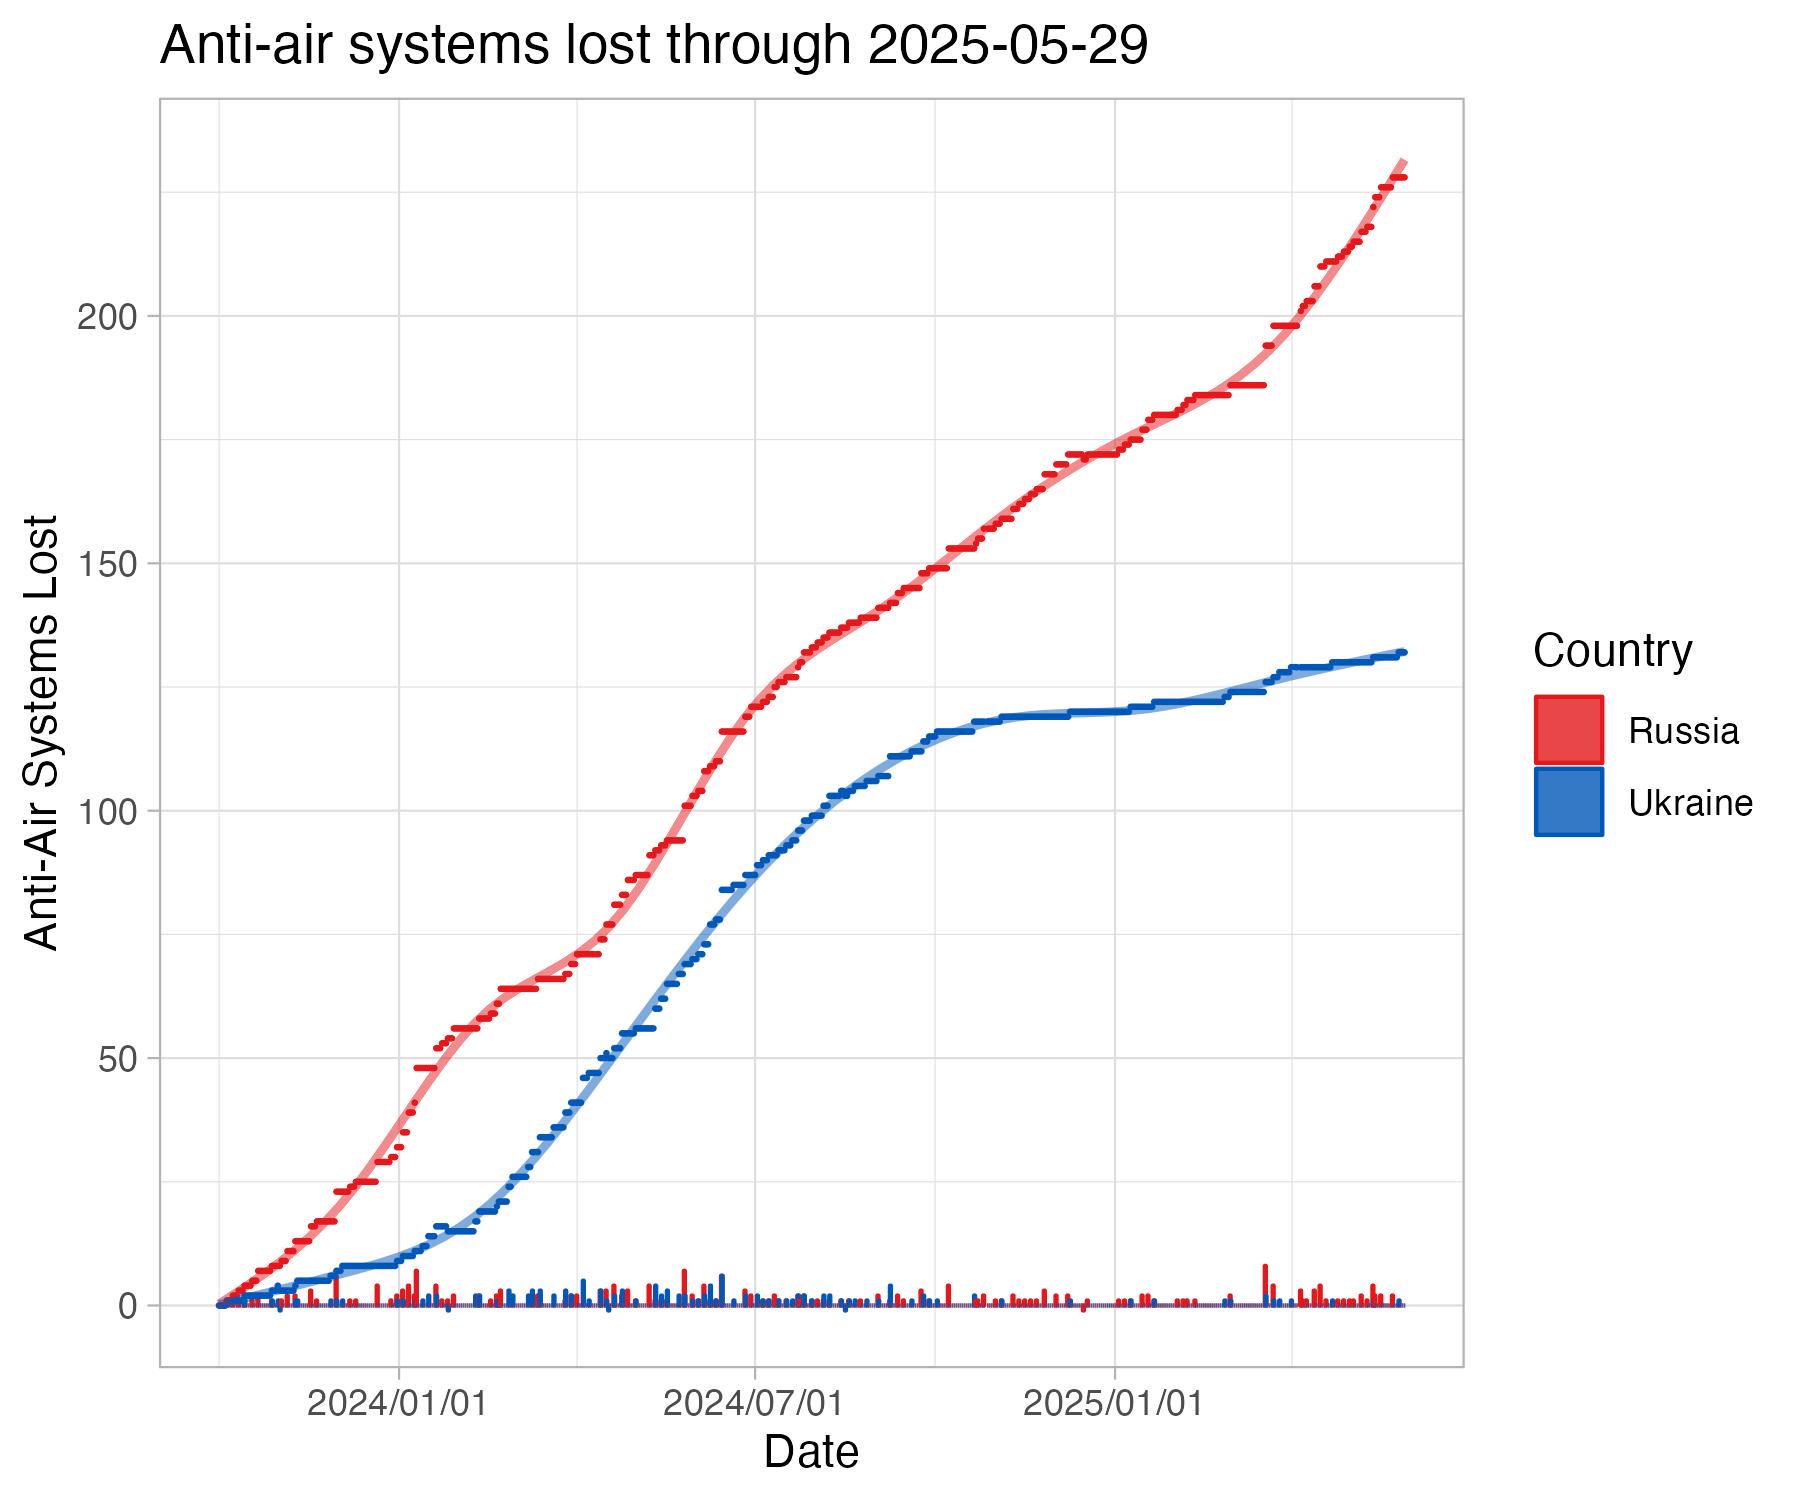 Anti-air systems lost through 2025-05-29
Anti-Air Systems Lost
200
150
100
50
0
2024/01/01
2024/07/01
2025/01/01
Date
Country
Russia
Ukraine